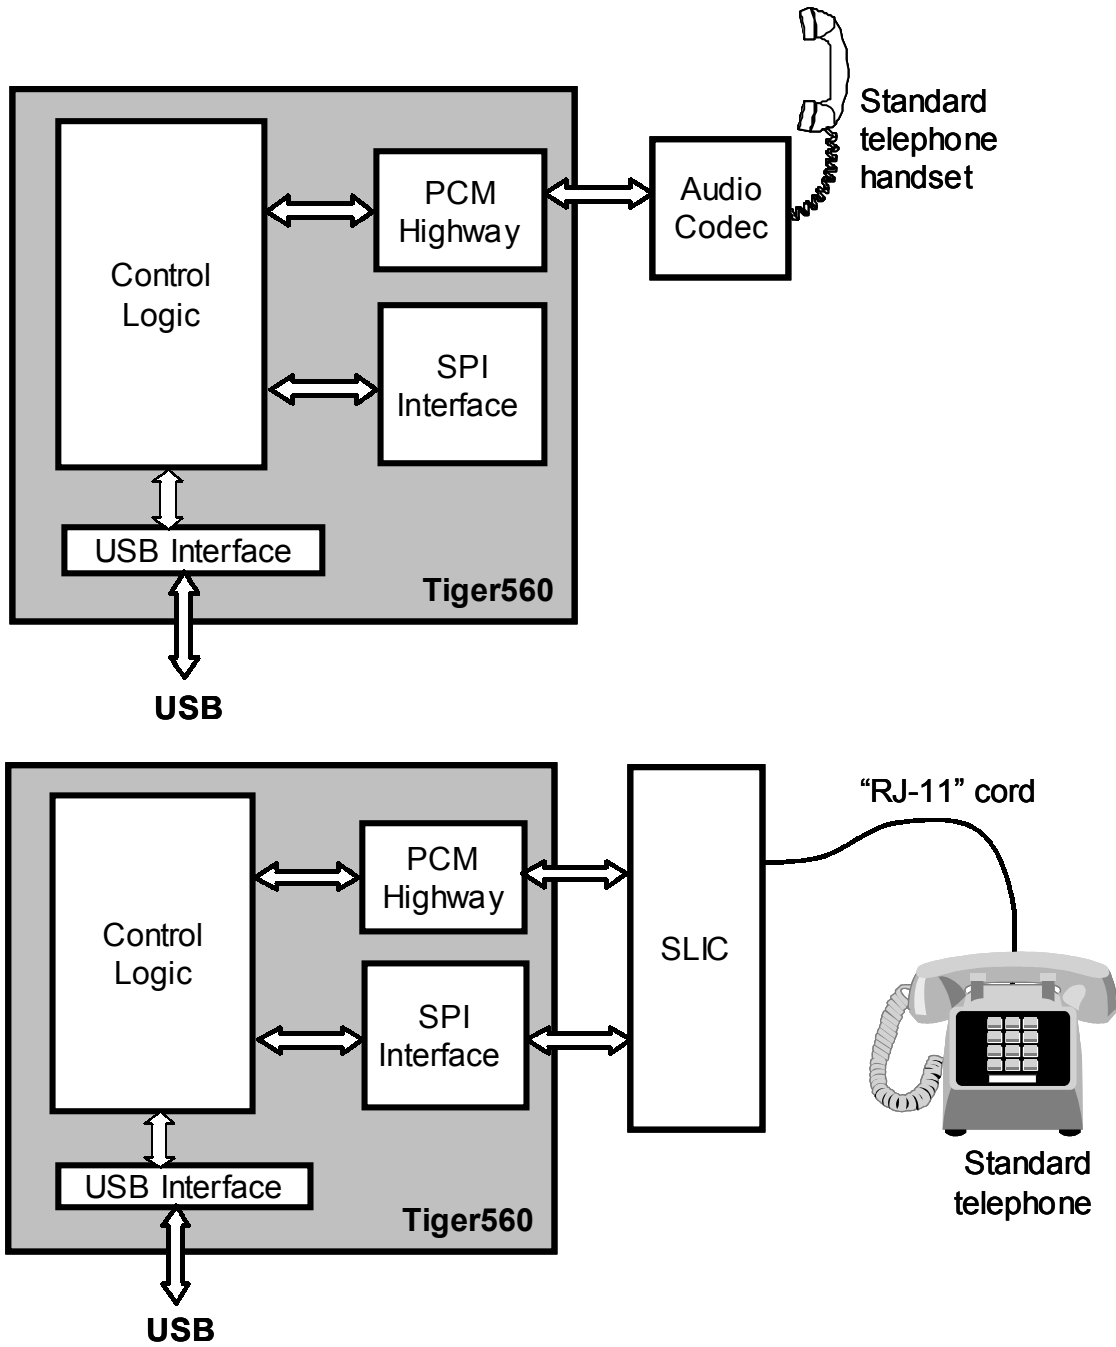 Standard
telephone
handset
PCM
Highway
Audio
Codec
Control
Logic
SPI
Interface
USB Interface
Tiger560
USB
“RJ-11” cord
PCM
Highway
Control
Logic
SLIC
SPI
Interface
USB Interface
Tiger560
Standard
telephone
USB